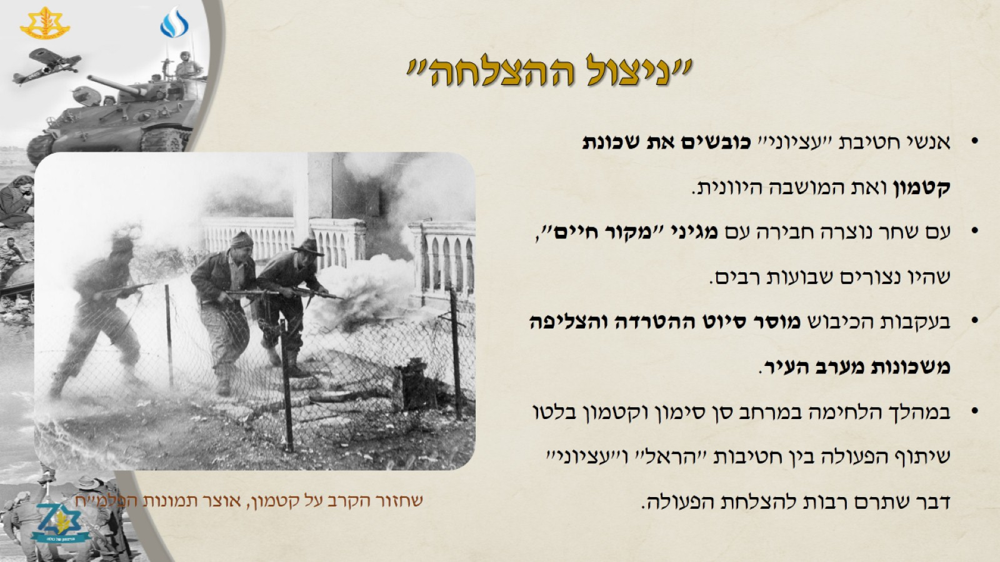 "ניצול ההצלחה"
• אנשי חטיבת "עציוני" כובשים את שכונת
קטמון ואת המושבה היוונית.
• עם שחר נוצרה חבירה עם מגיני "מקור חיים",
שהיו נצורים שבועות רבים.
• בעקבות הכיבוש מוסר סיוט ההטרדה והצליפה
משכונות מערב העיר.
• במהלך הלחימה במרחב סן סימון וקטמון בלטו
שיתוף הפעולה בין חטיבות "הראל" ו"עציוני"
דבר שתרם רבות להצלחת הפעולה.
שחזור הקרב על קטמון, אוצר תמונות הפלמ"ח
70